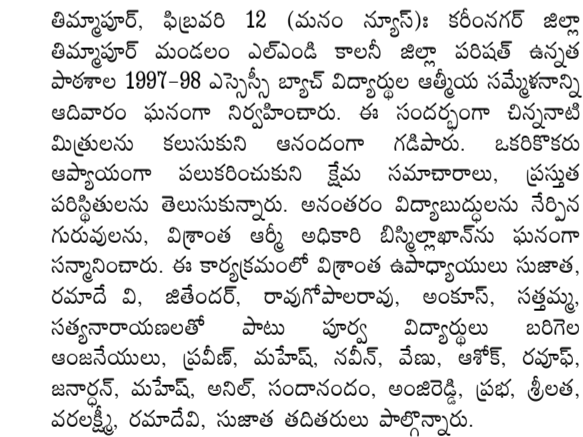 తిమ్మాపూర్, ఫిబ్రవరి 12 (మనం న్యూస్)ః కరీంనగర్ జిల్లా
తిమ్మాపూర్ మండలం ఎల్ఎండి కాలనీ జిల్లా పరిషత్ ఉన్నత
పాఠశాల 1997-98 ఎస్సెస్సీ బ్యాచ్ విద్యార్థుల ఆత్మీయ సమ్మేళనాన్ని
ఆదివారం ఘనంగా నిర్వహించారు. ఈ సందర్భంగా చిన్ననాటి
మిత్రులను కలుసుకుని ఆనందంగా గడిపారు. ఒకరికొకరు
ఆప్యాయంగా పలుకరించుకుని క్షేమ సమాచారాలు, ప్రస్తుత
పరిస్థితులను తెలుసుకున్నారు. అనంతరం విద్యాబుద్ధులను నేర్పిన
గురువులను, విశ్రాంత ఆర్మీ అధికారి బిస్మిల్లాఖాన్‌ను ఘనంగా
సన్మానించారు. ఈ కార్యక్రమంలో విశ్రాంత ఉపాధ్యాయులు సుజాత,
రమాదే వి, జితేందర్, రావుగోపాలరావు, అంకూస్, సత్తమ్మ,
సత్యనారాయణలతో పాటు పూర్వ విద్యార్థులు బరిగెల
ఆంజనేయులు, ప్రవీణ్, మహేష్, నవీన్, వేణు, ఆశోక్, రవూఫ్,
జనార్ధన్, మహేష్, అనిల్, సందానందం, అంజిరెడ్డి, ప్రభ, శ్రీలత,
వరలక్ష్మీ, రమాదేవి, సుజాత తదితరులు పాల్గొన్నారు.